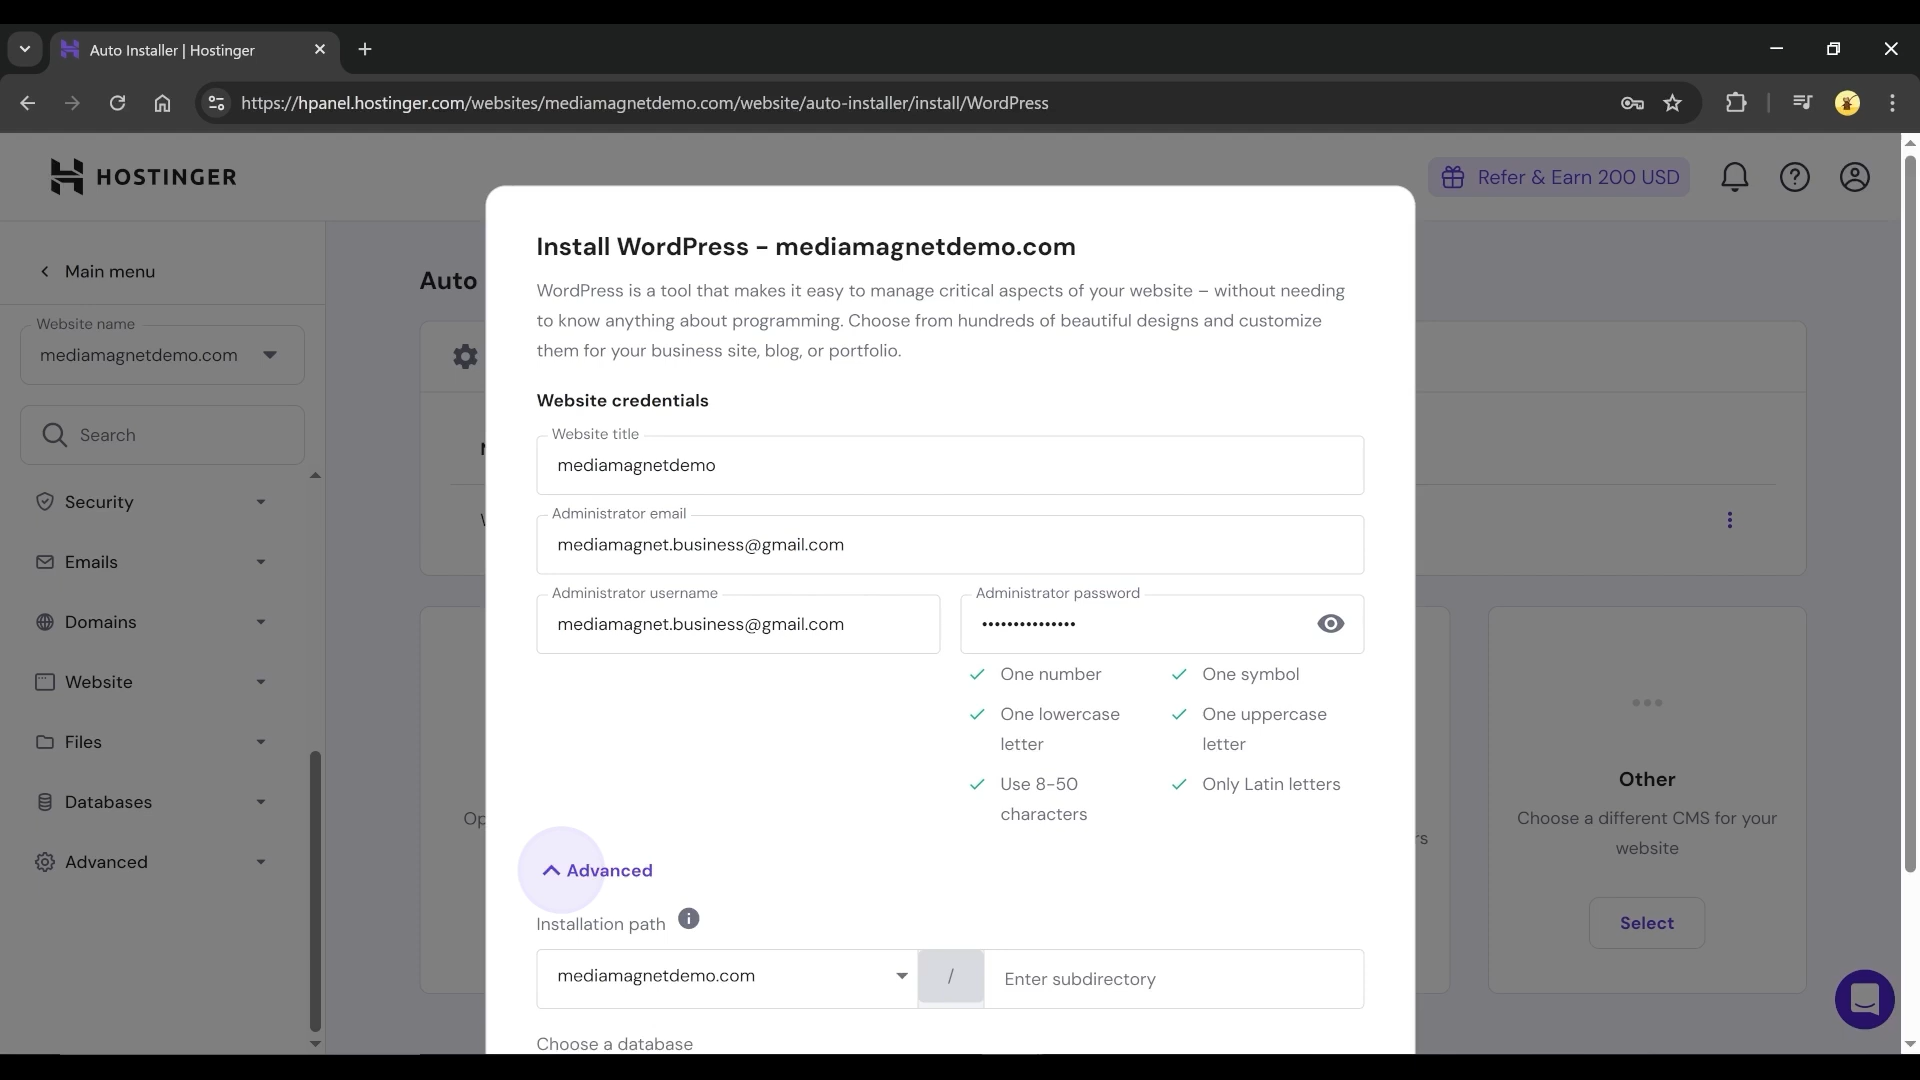 Auto Installer | Hostinger
https://hpanel.hostinger.com/websites/mediamagnetdemo.com/website/auto-installer/install/WordPress
HOSTINGER
Refer & Earn 200 USD
Main menu
Website name
mediamagnetdemo.com
Search
Security
Emails
Domains
Website
Files
Databases
Advanced
Auto
Install WordPress – mediamagnetdemo.com
WordPress is a tool that makes it easy to manage critical aspects of your website – without needing
to know anything about programming. Choose from hundreds of beautiful designs and customize
them for your business site, blog, or portfolio.
Website credentials
Website title
mediamagnetdemo
Administrator email
mediamagnet.business@gmail.com
Administrator username
mediamagnet.business@gmail.com
Administrator password
•••••••••••••••
One number
One symbol
One lowercase
letter
One uppercase
letter
Use 8-50
characters
Only Latin letters
Advanced
Installation path
mediamagnetdemo.com
/
Enter subdirectory
Choose a database
Other
Choose a different CMS for your
website
Select